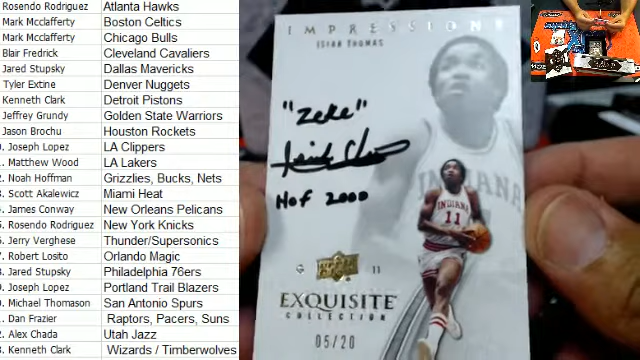 Rosendo Rodriguez Atlanta Hawks
Mark Mcclafferty Boston Celtics
Mark Mcclafferty Chicago Bulls
Blair Fredrick Cleveland Cavaliers
Jared Stupsky Dallas Mavericks
Tyler Extine Denver Nuggets
Kenneth Clark Detroit Pistons
Jeffrey Grundy Golden State Warriors
Jason Brochu Houston Rockets
Joseph Lopez LA Clippers
Matthew Wood LA Lakers
Noah Hoffman Grizzlies, Bucks, Nets
Scott Akalewicz Miami Heat
James Conway New Orleans Pelicans
Rosendo Rodriguez New York Knicks
Jerry Verghese Thunder/Supersonics
Robert Losito Orlando Magic
Jared Stupsky Philadelphia 76ers
Joseph Lopez Portland Trail Blazers
Michael Thomason San Antonio Spurs
Dan Frazier Raptors, Pacers, Suns
Alex Chada Utah Jazz
Kenneth Clark Wizards / Timberwolves
IMPRESSIONS
ISIAH THOMAS
"Zeke"
HOF 2000
INDIANA
INDIANA
11
G 11
EXQUISITE
COLLECTION
05/20